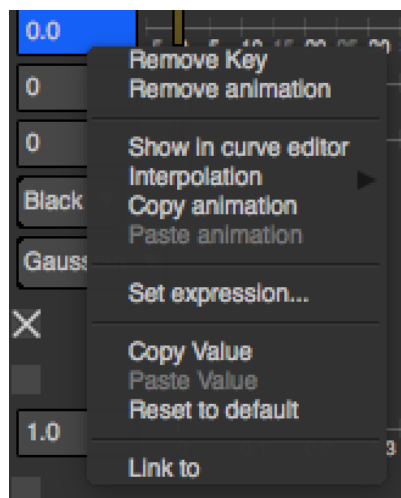 0.0
Remove Key
Remove animation
0
0
Show in curve editor
Interpolation
Black
Copy animation
Paste animation
Set expression...
Copy Value
Paste Value
Reset to default
1.0
Link to